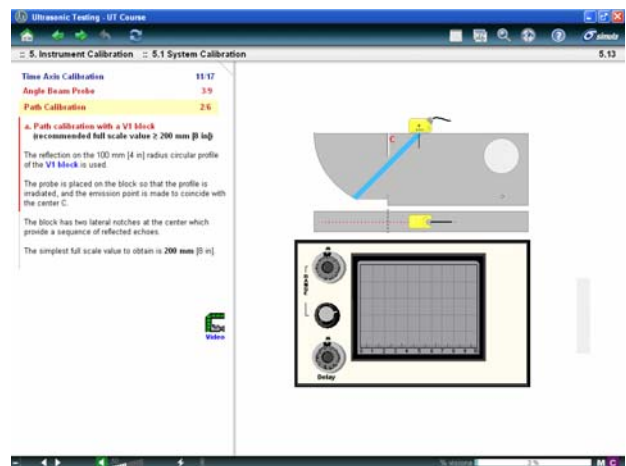 Ultrasonic Testing - UT Course
:: 5. Instrument Calibration :: 5.1 System Calibration
5.13
Time Axis Calibration 11/17
Angle Beam Probe 3/9
Path Calibration 2/6
a. Path calibration with a V1 block
(recommended full scale value ≥ 200 mm [8 in])
The reflection on the 100 mm [4 in] radius circular profile
of the V1 block is used.
The probe is placed on the block so that the profile is
irradiated, and the emission point is made to coincide with
the center C.
The block has two lateral notches at the center which
provide a sequence of reflected echoes.
The simplest full scale value to obtain is 200 mm [8 in].
Video
C
Delay
M C